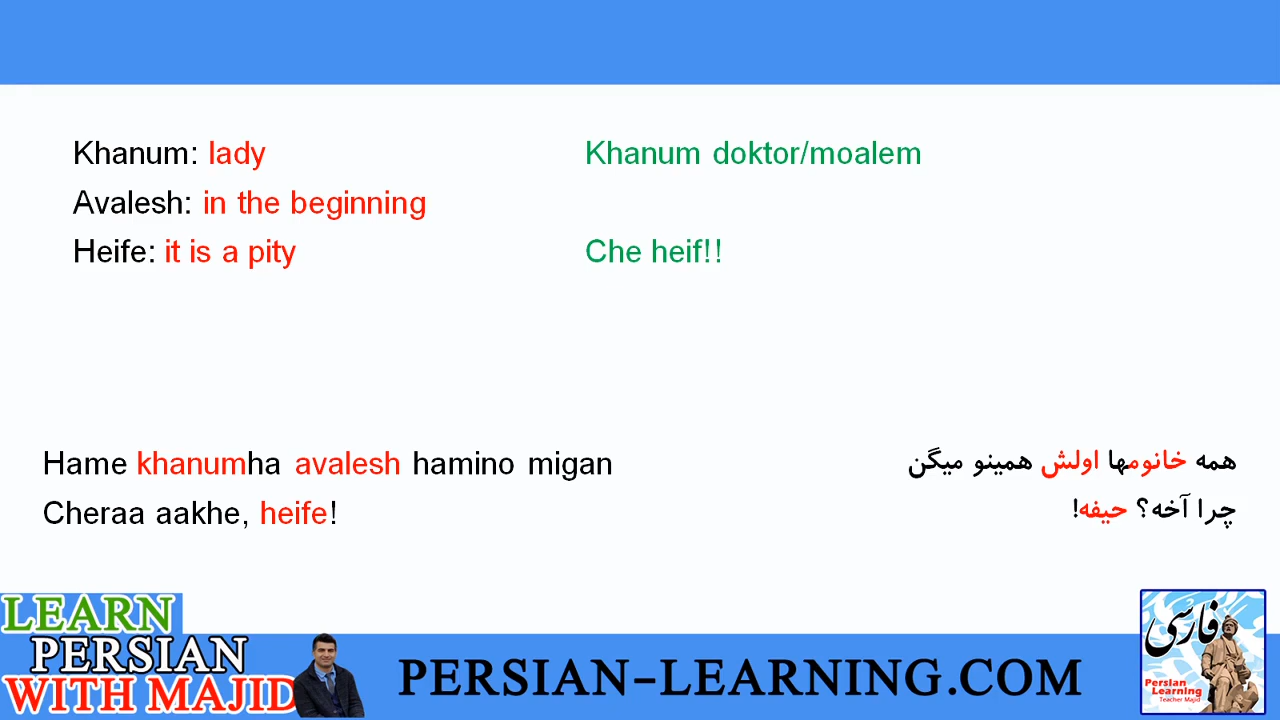 Khanum: lady
Khanum doktor/moalem
Avalesh: in the beginning
Heife: it is a pity
Che heif!!
Hame khanumha avalesh hamino migan
همه خانومها اولش همینو میگن
Cheraa aakhe, heife!
چرا آخه؟ حیفه!
LEARN
PERSIAN
WITH MAJID
PERSIAN-LEARNING.COM
فارسی
Persian
Learning
Teacher Majid